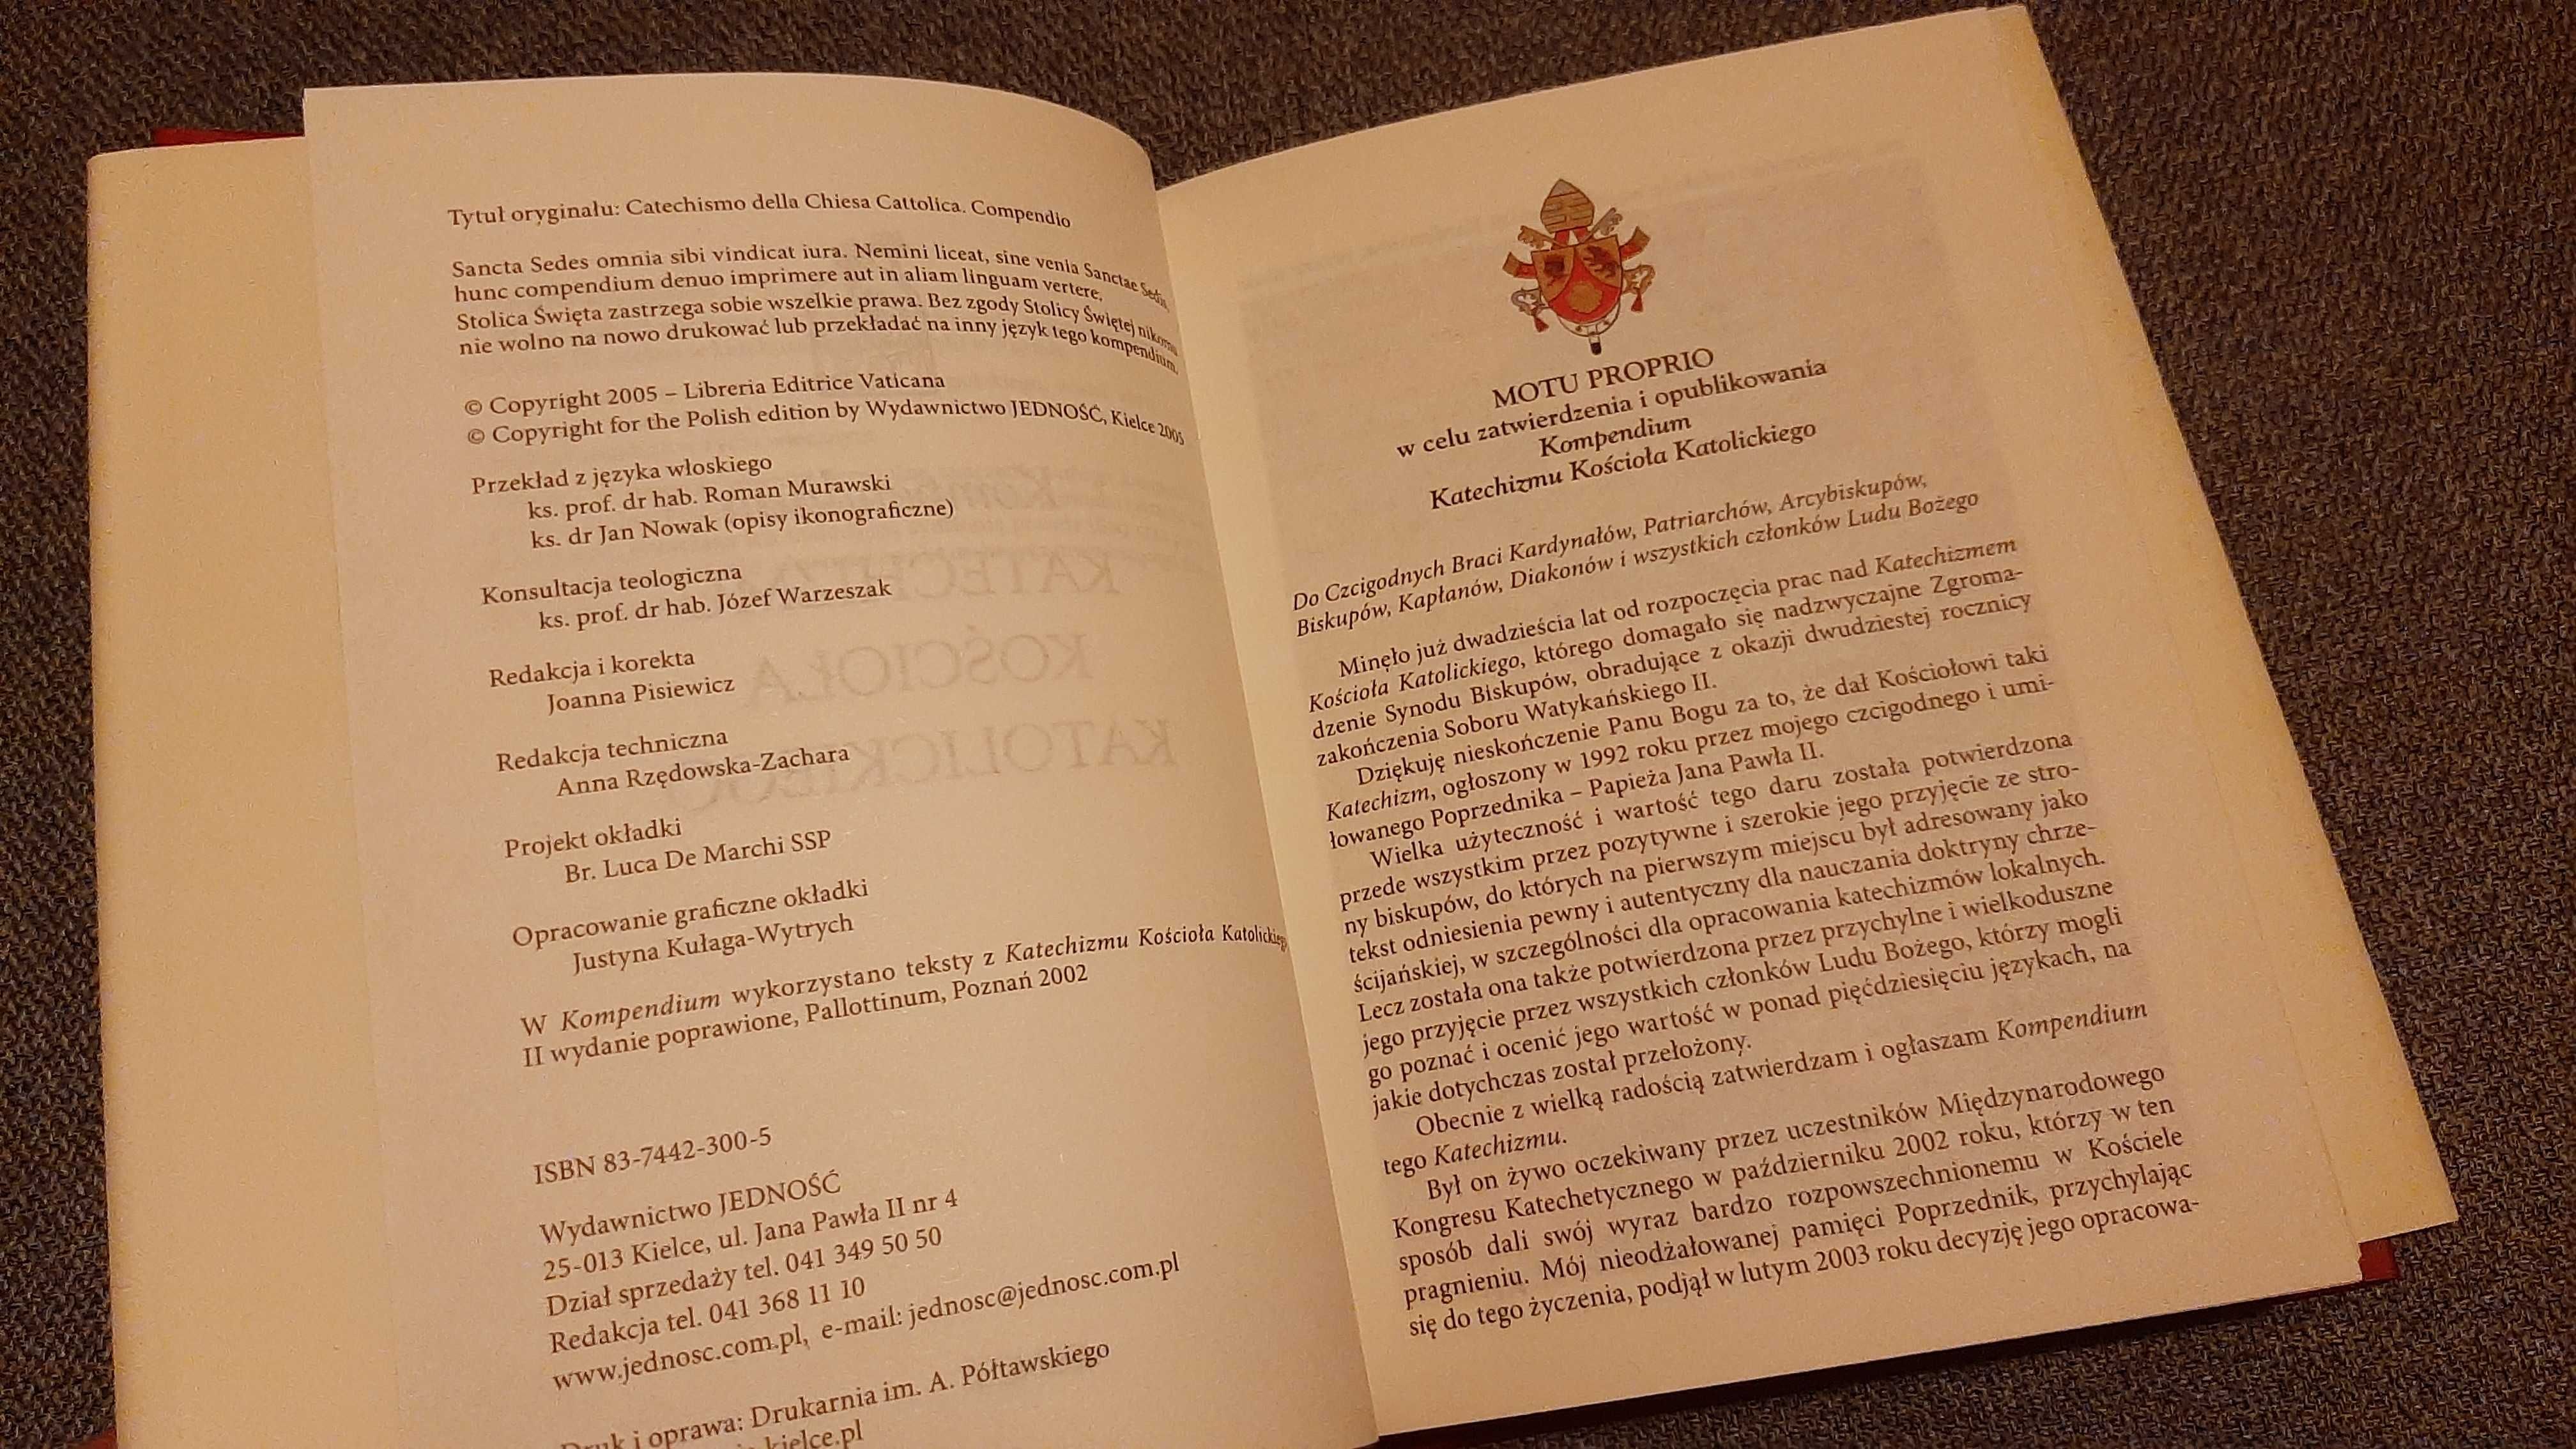 Tytuł oryginału: Catechismo della Chiesa Cattolica. Compendio
Sancta Sedes omnia sibi vindicat iura. Nemini liceat, sine venia Sanctae Sedis,
hunc compendium denuo imprimere aut in aliam linguam vertere.
Stolica Święta zastrzega sobie wszelkie prawa. Bez zgody Stolicy Świętej nikomu
nie wolno na nowo drukować lub przekładać na inny język tego kompendium.
© Copyright 2005 – Libreria Editrice Vaticana
© Copyright for the Polish edition by Wydawnictwo JEDNOŚĆ, Kielce 2005
Przekład z języka włoskiego
ks. prof. dr hab. Roman Murawski
ks. dr Jan Nowak (opisy ikonograficzne)
Konsultacja teologiczna
ks. prof. dr hab. Józef Warzeszak
Redakcja i korekta
Joanna Pisiewicz
Redakcja techniczna
Anna Rzędowska-Zachara
Projekt okładki
Br. Luca De Marchi SSP
Opracowanie graficzne okładki
Justyna Kułaga-Wytrych
W Kompendium wykorzystano teksty z Katechizmu Kościoła
II wydanie poprawione, Pallottinum, Poznań 2002
ISBN 83-7442-300-5
Wydawnictwo JEDNOŚĆ
25-013 Kielce, ul. Jana Pawła II nr 4
Dział sprzedaży tel. 041 349 50 50
Redakcja tel. 041 368 11 10
www.jednosc.com.pl, e-mail: jednosc@jednosc.com.pl
Druk i oprawa: Drukarnia im. A. Półtawskiego
kielce.pl
MOTU PROPRIO
w celu zatwierdzenia i opublikowania
Kompendium
Katechizmu Kościoła Katolickiego
Do Czcigodnych Braci Kardynałów, Patriarchów, Arcybiskupów,
Biskupów, Kapłanów, Diakonów i wszystkich członków Ludu Bożego
Minęło już dwadzieścia lat od rozpoczęcia prac nad Katechizmem
Kościoła Katolickiego, którego domagało się nadzwyczajne Zgroma-
dzenie Synodu Biskupów, obradujące z okazji dwudziestej rocznicy
zakończenia Soboru Watykańskiego II.
Dziękuję nieskończenie Panu Bogu za to, że dał Kościołowi taki
Katechizm, ogłoszony w 1992 roku przez mojego czcigodnego i umi-
łowanego Poprzednika – Papieża Jana Pawła II.
Wielka użyteczność i wartość tego daru została potwierdzona
przede wszystkim przez pozytywne i szerokie jego przyjęcie ze stro-
ny biskupów, do których na pierwszym miejscu był adresowany jako
tekst odniesienia pewny i autentyczny dla nauczania doktryny chrze-
ścijańskiej, w szczególności dla opracowania katechizmów lokalnych.
Lecz została ona także potwierdzona przez przychylne i wielkoduszne
jego przyjęcie przez wszystkich członków Ludu Bożego, którzy mogli
go poznać i ocenić jego wartość w ponad pięćdziesięciu językach, na
jakie dotychczas został przełożony.
Obecnie z wielką radością zatwierdzam i ogłaszam Kompendium
tego Katechizmu.
Był on żywo oczekiwany przez uczestników Międzynarodowego
Kongresu Katechetycznego w październiku 2002 roku, którzy w ten
sposób dali swój wyraz bardzo rozpowszechnionemu w Kościele
pragnieniu. Mój nieodżałowanej pamięci Poprzednik, przychylając
się do tego życzenia, podjął w lutym 2003 roku decyzję jego opracowa-